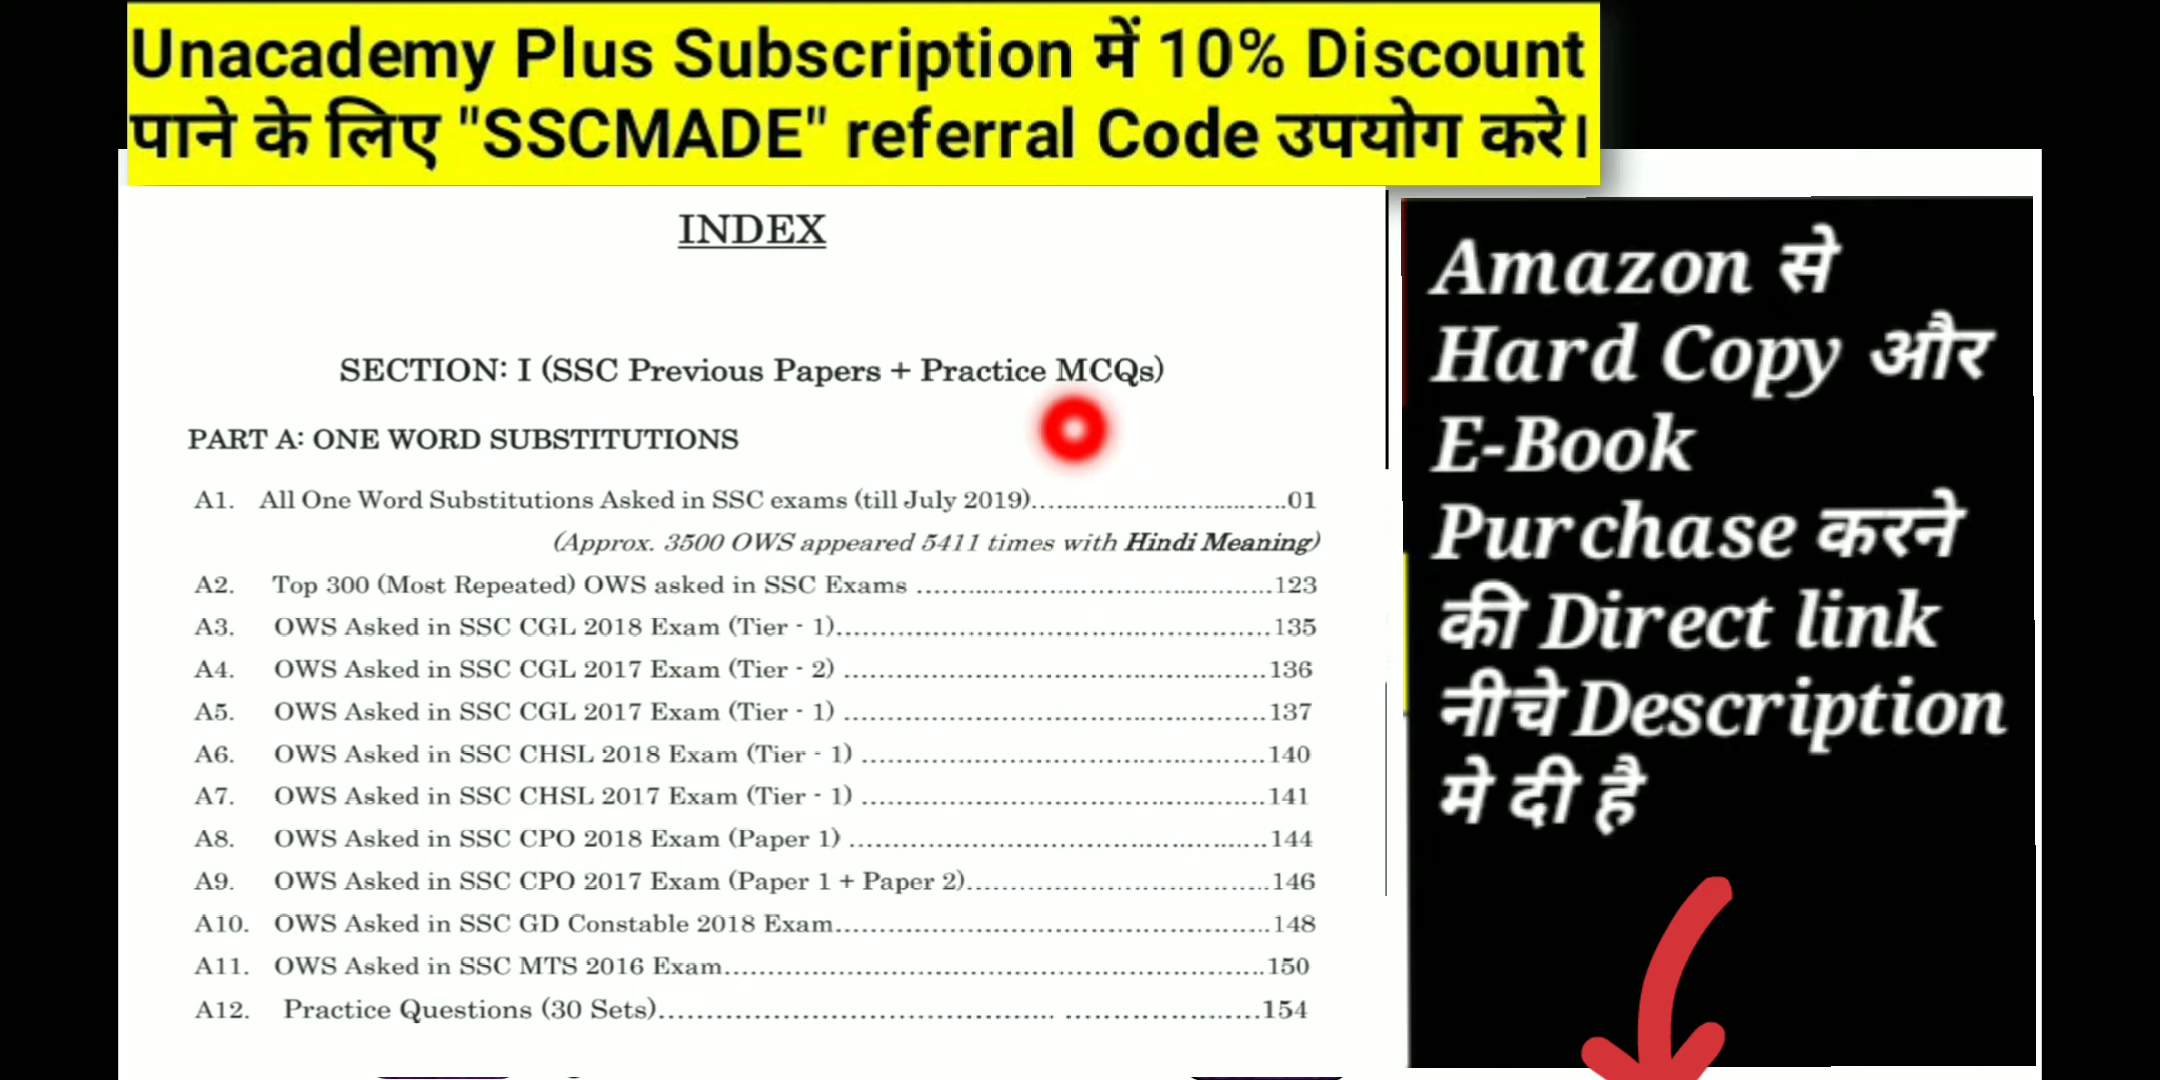 Unacademy Plus Subscription में 10% Discount
पाने के लिए "SSCMADE" referral Code उपयोग करे।
INDEX
SECTION: I (SSC Previous Papers + Practice MCQs)
PART A: ONE WORD SUBSTITUTIONS
A1. All One Word Substitutions Asked in SSC exams (till July 2019)......................................01
(Approx. 3500 OWS appeared 5411 times with Hindi Meaning)
A2. Top 300 (Most Repeated) OWS asked in SSC Exams ..........................................123
A3. OWS Asked in SSC CGL 2018 Exam (Tier - 1)....................................................135
A4. OWS Asked in SSC CGL 2017 Exam (Tier - 2) ..................................................136
A5. OWS Asked in SSC CGL 2017 Exam (Tier - 1) ..................................................137
A6. OWS Asked in SSC CHSL 2018 Exam (Tier - 1) ................................................140
A7. OWS Asked in SSC CHSL 2017 Exam (Tier - 1) ................................................141
A8. OWS Asked in SSC CPO 2018 Exam (Paper 1) ..................................................144
A9. OWS Asked in SSC CPO 2017 Exam (Paper 1 + Paper 2)....................................146
A10. OWS Asked in SSC GD Constable 2018 Exam....................................................148
A11. OWS Asked in SSC MTS 2016 Exam.................................................................150
A12. Practice Questions (30 Sets)............................................... .......................154
Amazon से
Hard Copy और
E-Book
Purchase करने
की Direct link
नीचे Description
मे दी है